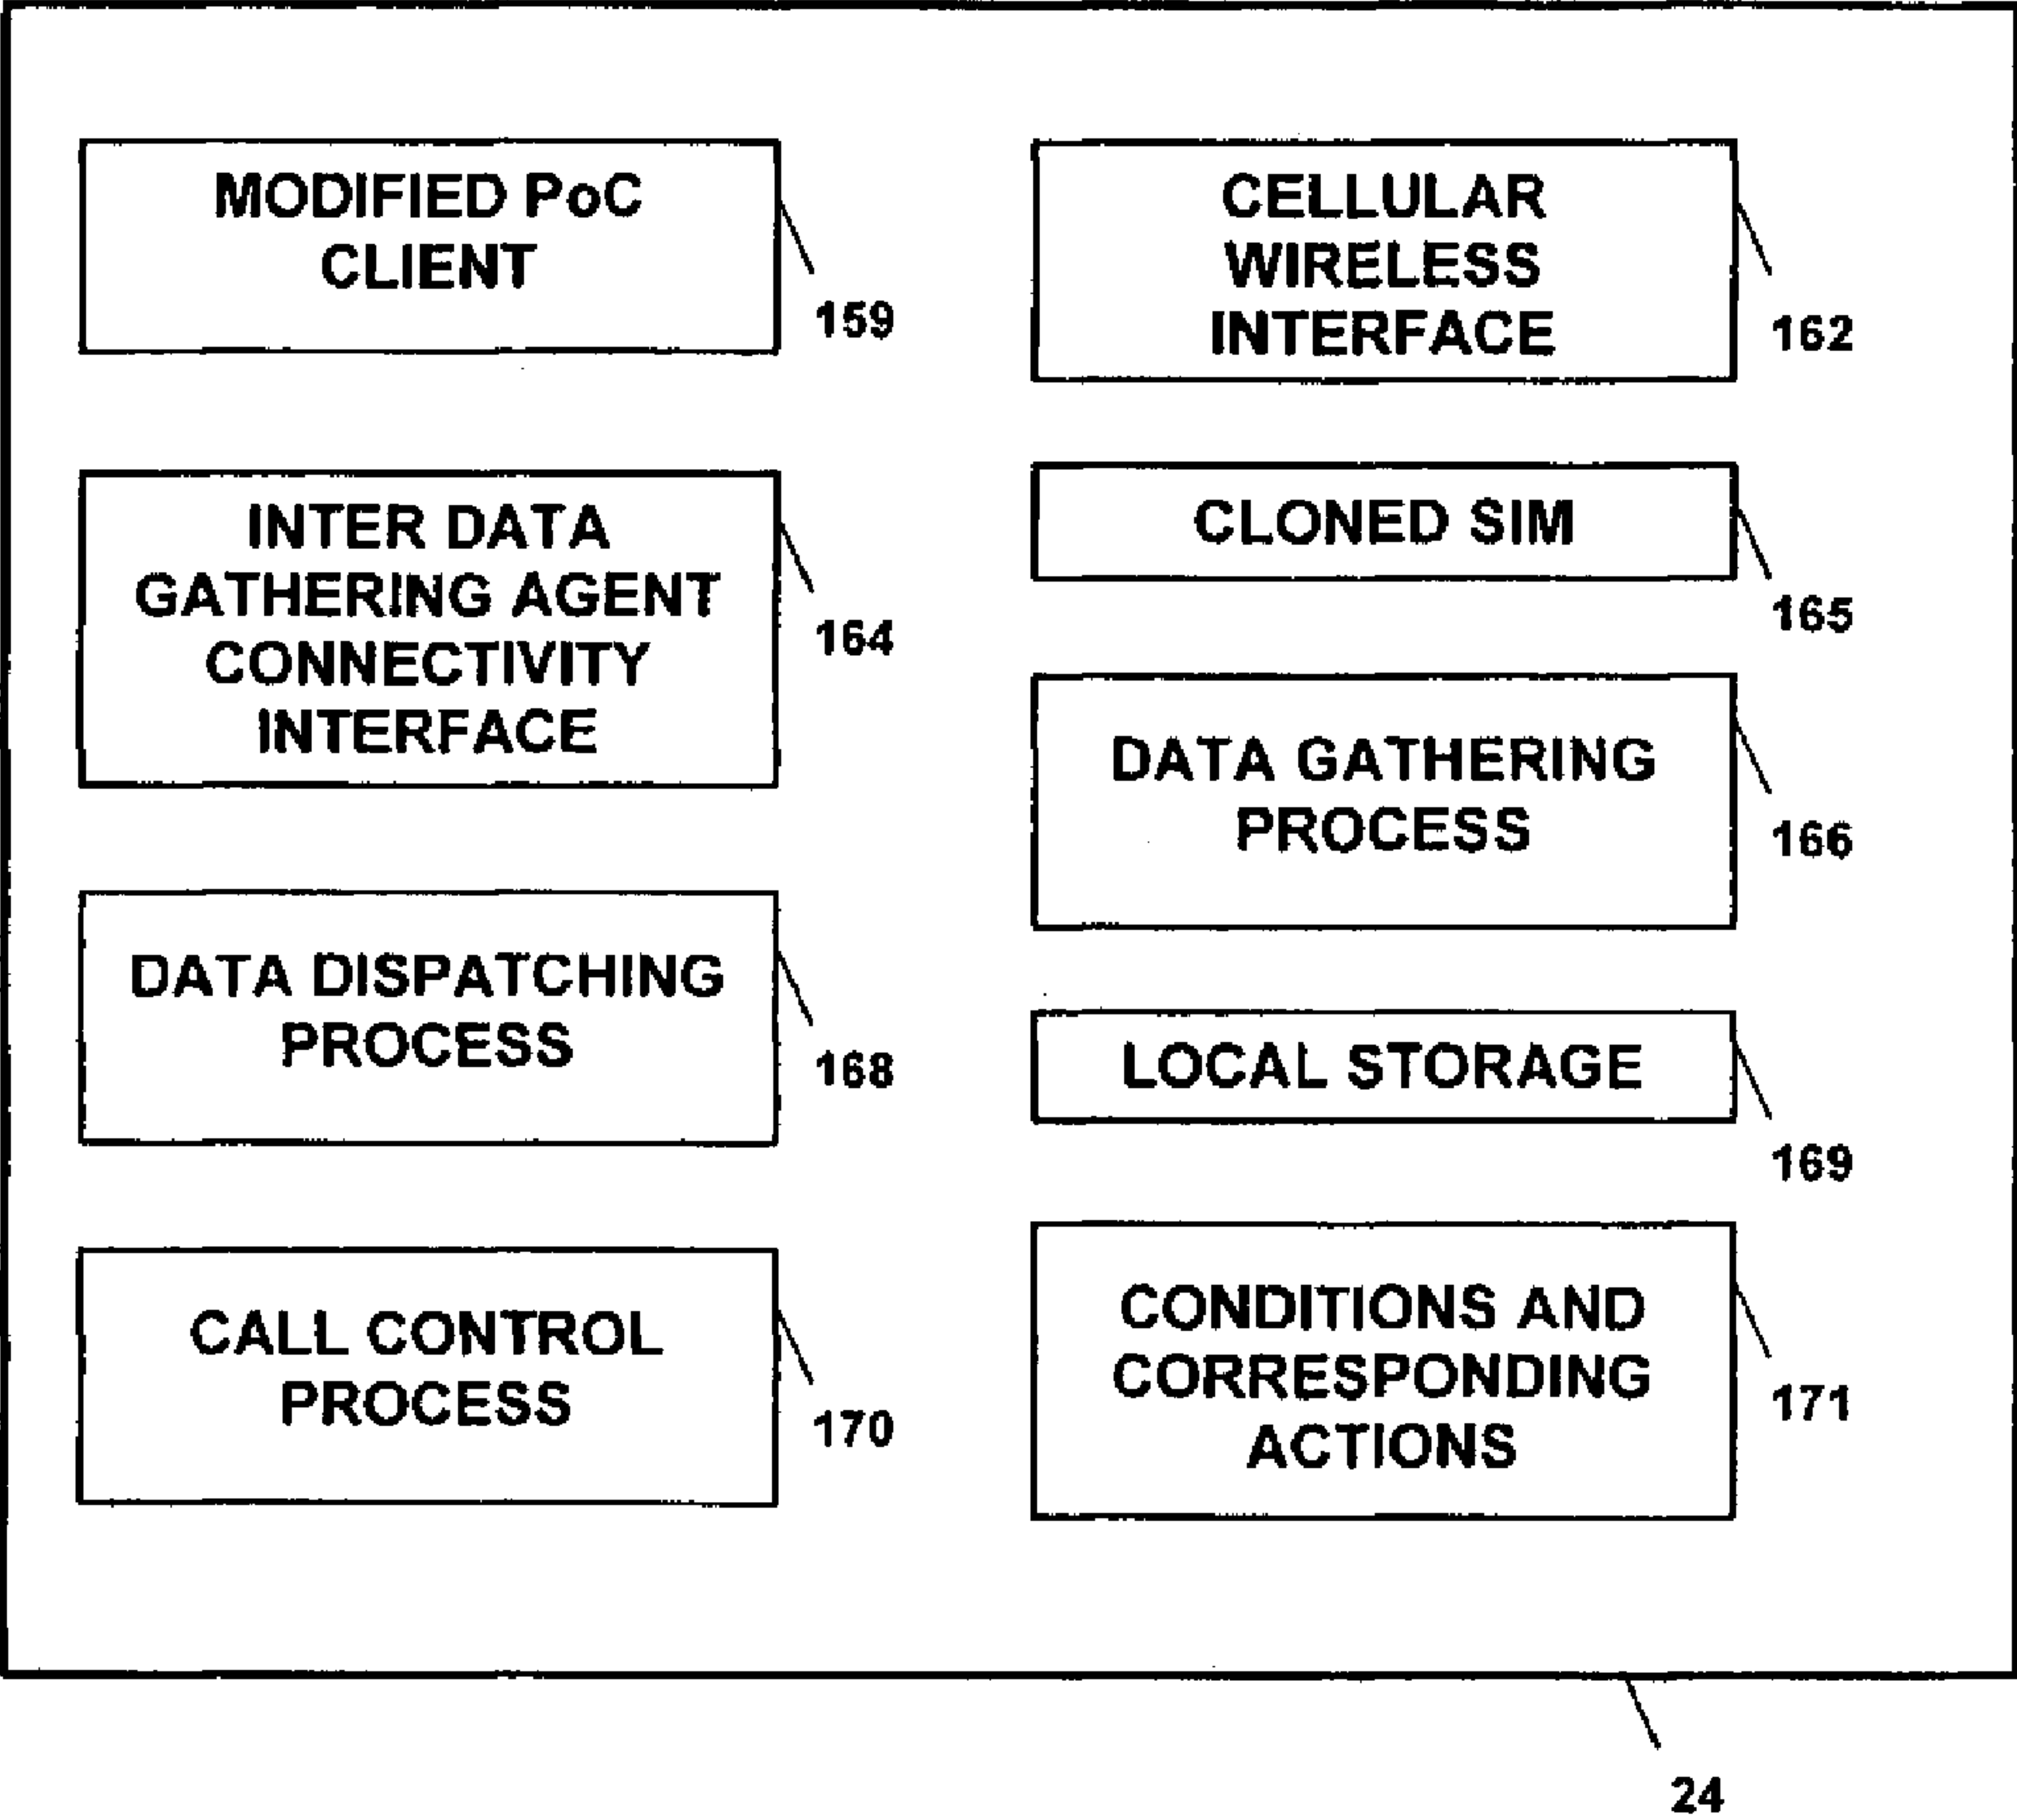 MODIFIED PoC
CLIENT
159
CELLULAR
WIRELESS
INTERFACE
162
INTER DATA
GATHERING AGENT
CONNECTIVITY
INTERFACE
164
CLONED SIM
165
DATA GATHERING
PROCESS
166
DATA DISPATCHING
PROCESS
168
LOCAL STORAGE
169
CALL CONTROL
PROCESS
170
CONDITIONS AND
CORRESPONDING
ACTIONS
171
24